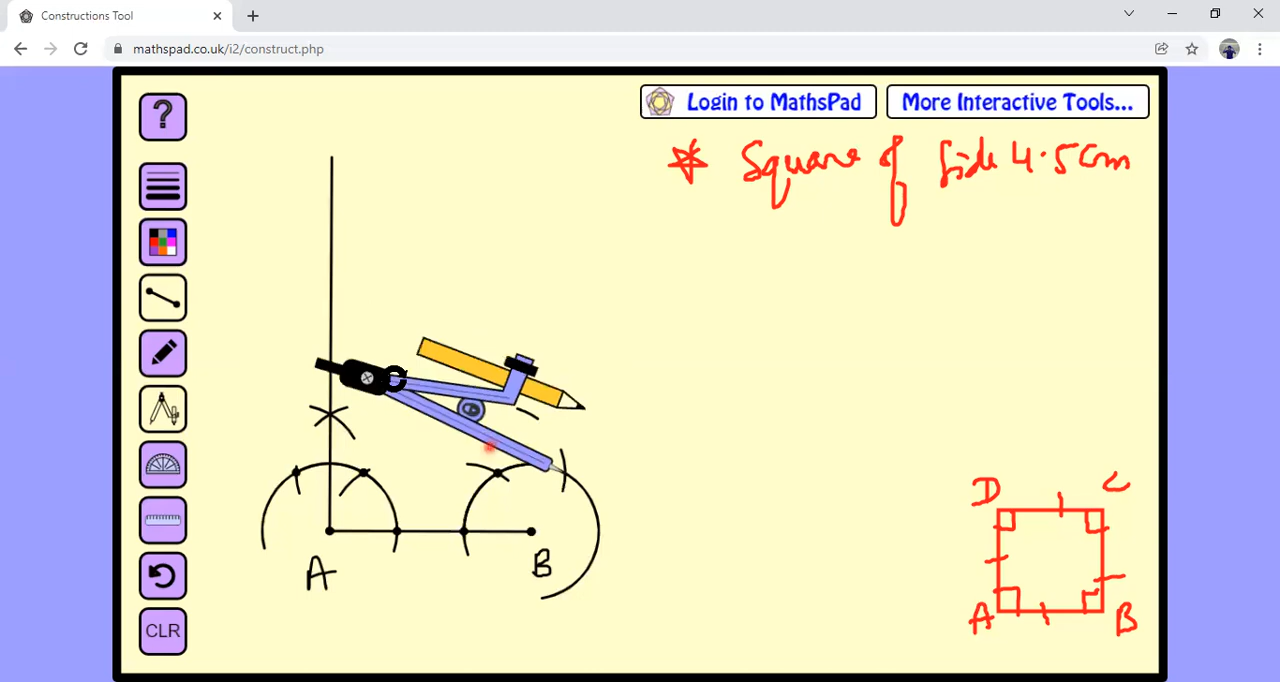 Constructions Tool
mathspad.co.uk/i2/construct.php
?
Login to MathsPad
More Interactive Tools...
* Square of Side 4.5cm
A
B
D
C
A
B
CLR